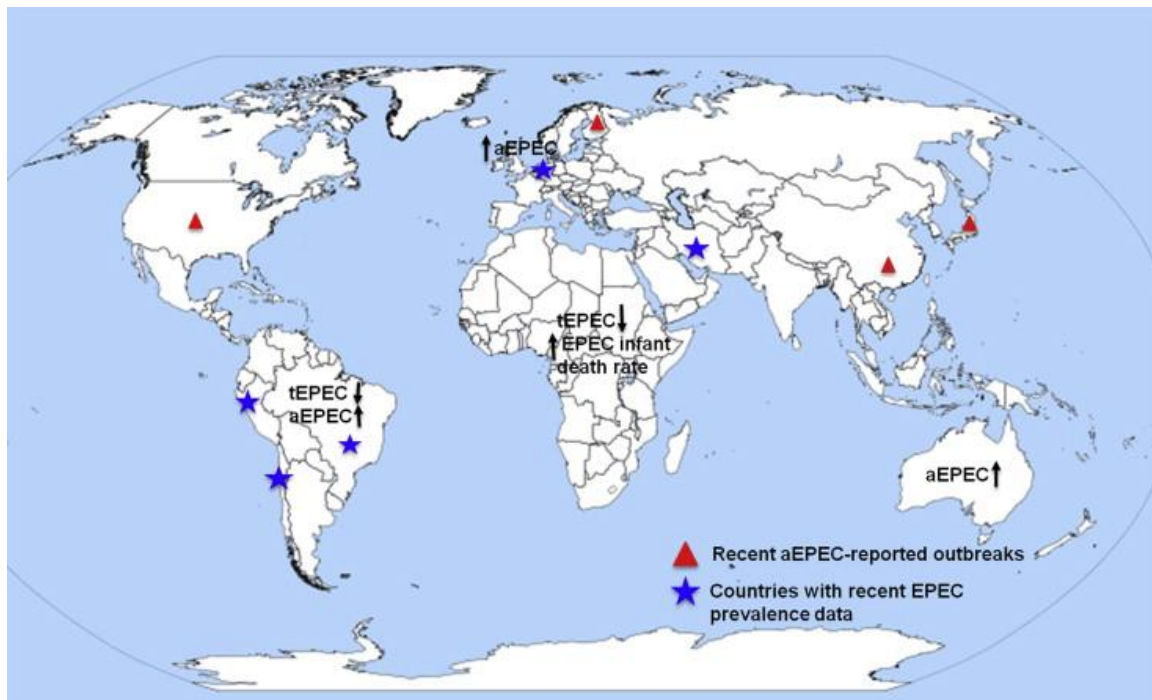 aEPEC
tEPEC
EPEC infant
death rate
tEPEC
aEPEC
aEPEC
Recent aEPEC-reported outbreaks
Countries with recent EPEC
prevalence data